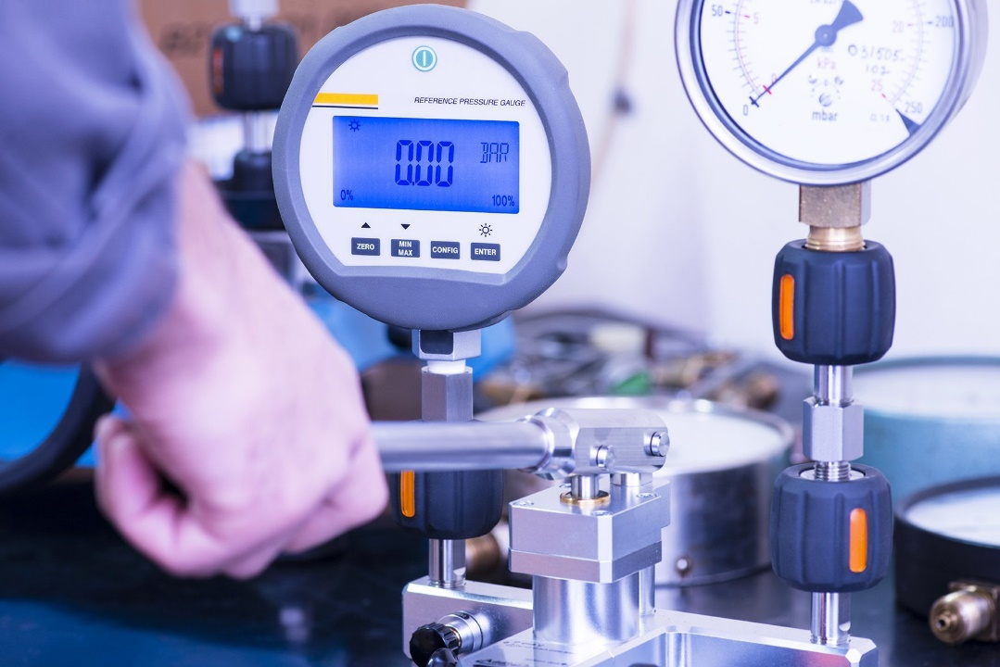 REFERENCE PRESSURE GAUGE
0.00 BAR
0% 100%
ZERO
MIN
MAX
CONFIG
ENTER
50 5 20 200
kPa
25
0 250
mbar